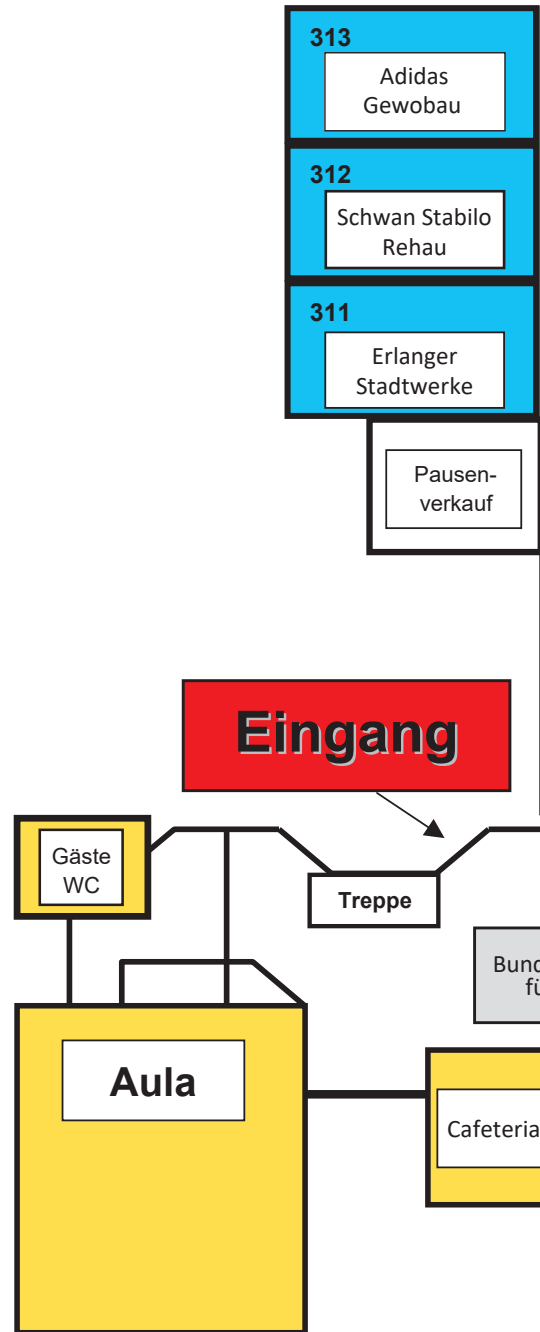 313
Adidas
Gewobau
312
Schwan Stabilo
Rehau
311
Erlanger
Stadtwerke
Pausen-
verkauf
Eingang
Gäste
WC
Treppe
Aula
Cafeteria